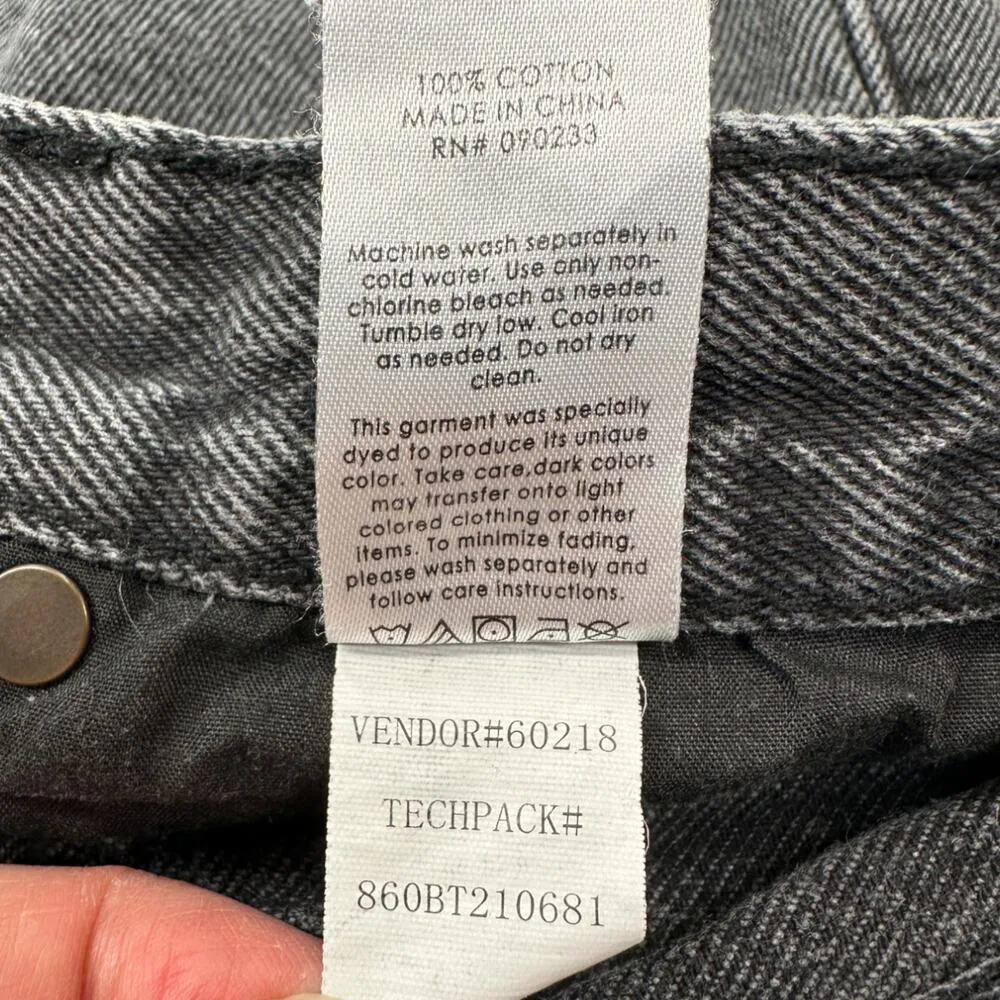 100% COTTON
MADE IN CHINA
RN# 090233
Machine wash separately in
cold water. Use only non-
chlorine bleach as needed.
Tumble dry low. Cool iron
as needed. Do not dry
clean.
This garment was specially
dyed to produce its unique
color. Take care,dark colors
may transfer onto light
colored clothing or other
items. To minimize fading,
please wash separately and
follow care instructions.
VENDOR#60218
TECHPACK#
860BT210681